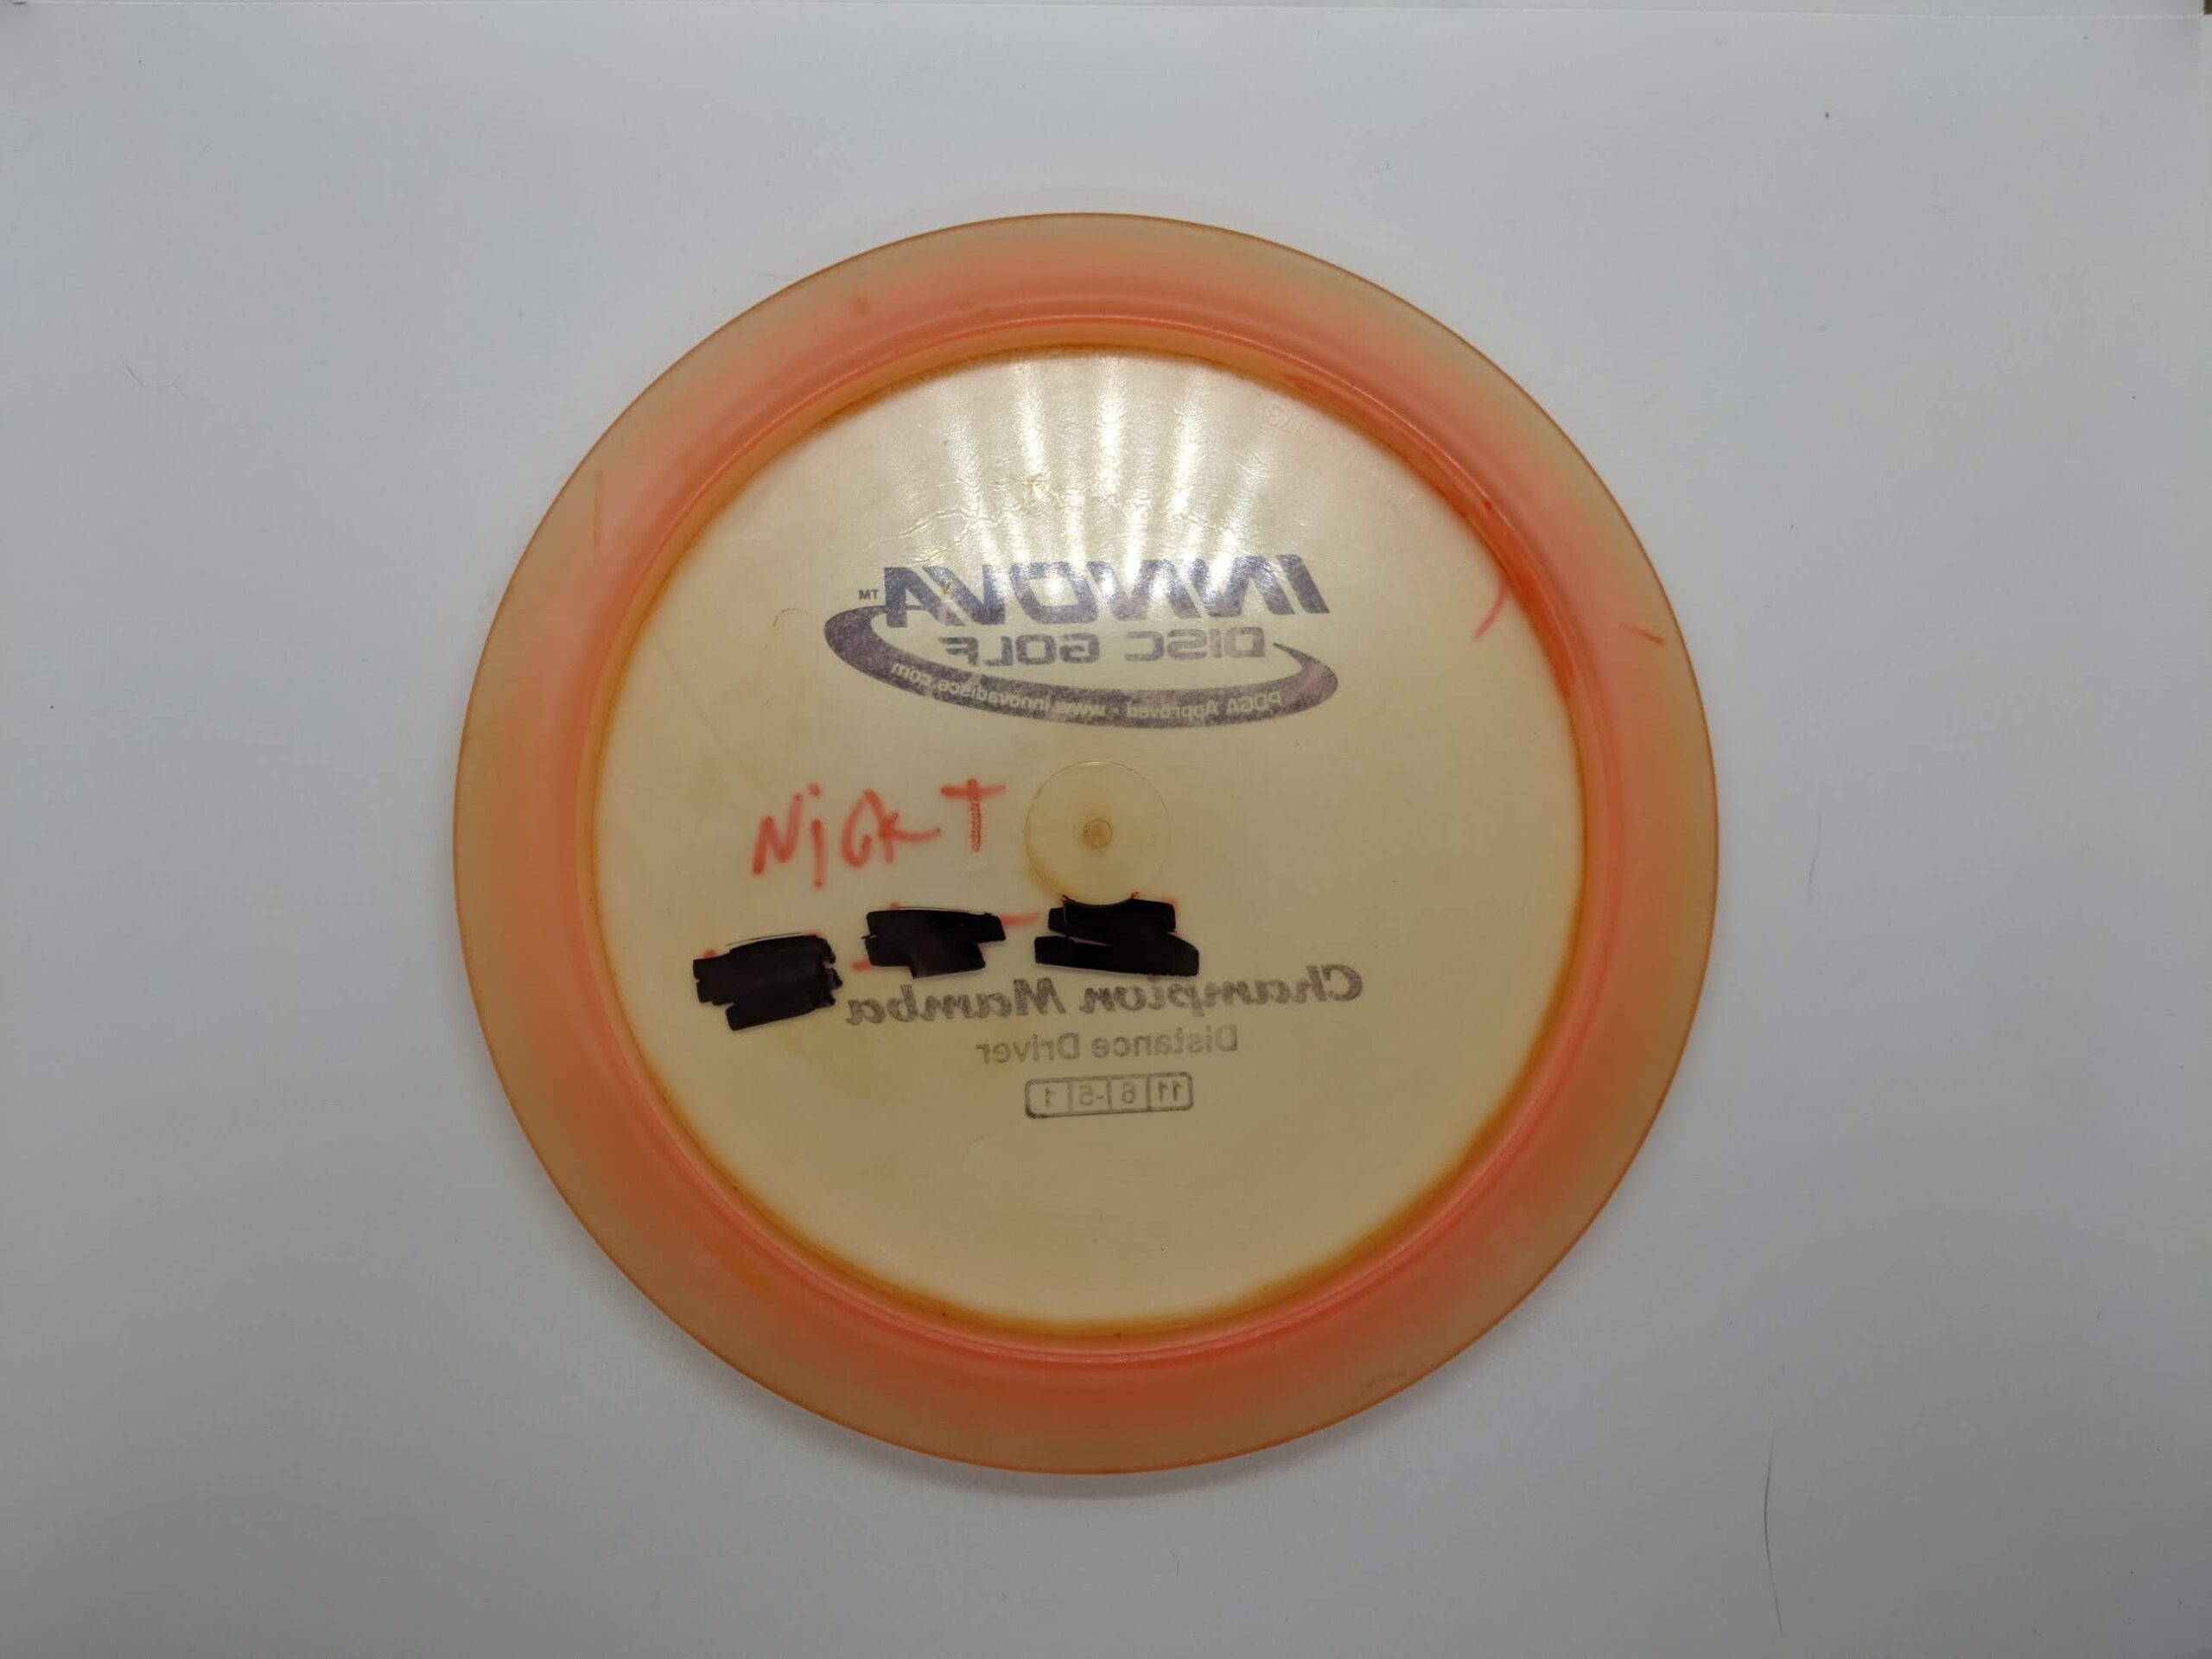 INNOVA™
DISC GOLF
PDGA Approved - www.innovadiscs.com
Nick T
Champion Mamba
Distance Driver
11 6 -5 1